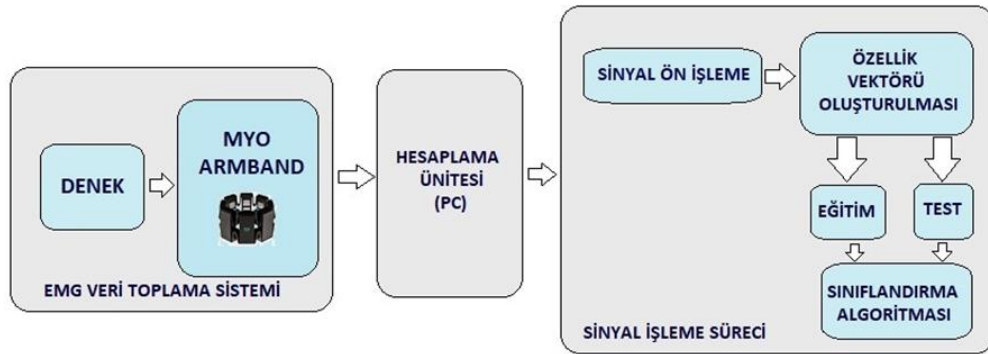 DENEK
MYO
ARMBAND
EMG VERİ TOPLAMA SİSTEMİ
HESAPLAMA
ÜNİTESİ
(PC)
SİNYAL ÖN İŞLEME
ÖZELLİK
VEKTÖRÜ
OLUŞTURULMASI
EĞİTİM
TEST
SINIFLANDIRMA
ALGORİTMASI
SİNYAL İŞLEME SÜRECİ